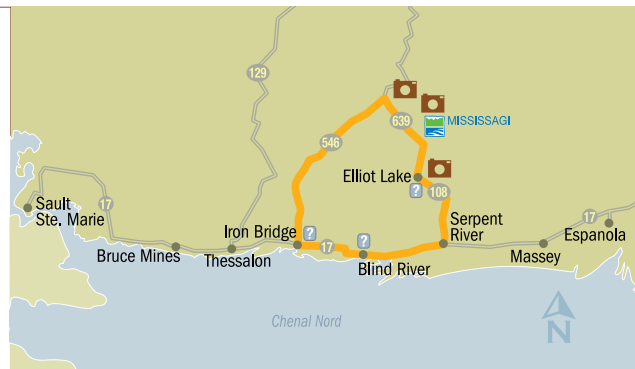 129
546
639
MISSISSAGI
Elliot Lake
?
108
Sault
Ste. Marie
17
Bruce Mines
Thessalon
Iron Bridge
?
17
?
Blind River
Serpent
River
Massey
17
Espanola
Chenal Nord
N